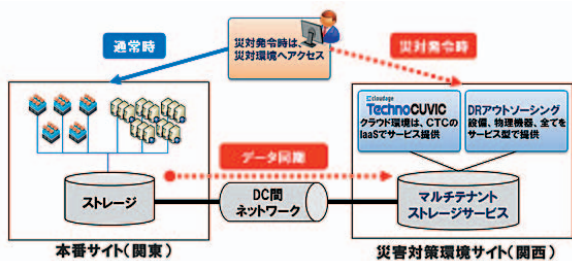 通常時
災対発令時は、
災対環境へアクセス
災対発令時
cloudage
TechnoCUVIC
クラウド環境は、CTCの
IaaSでサービス提供
DRアウトソーシング
設備、物理機器、全てを
サービス型で提供
データ同期
ストレージ
DC間
ネットワーク
マルチテナント
ストレージサービス
本番サイト(関東)
災害対策環境サイト(関西)